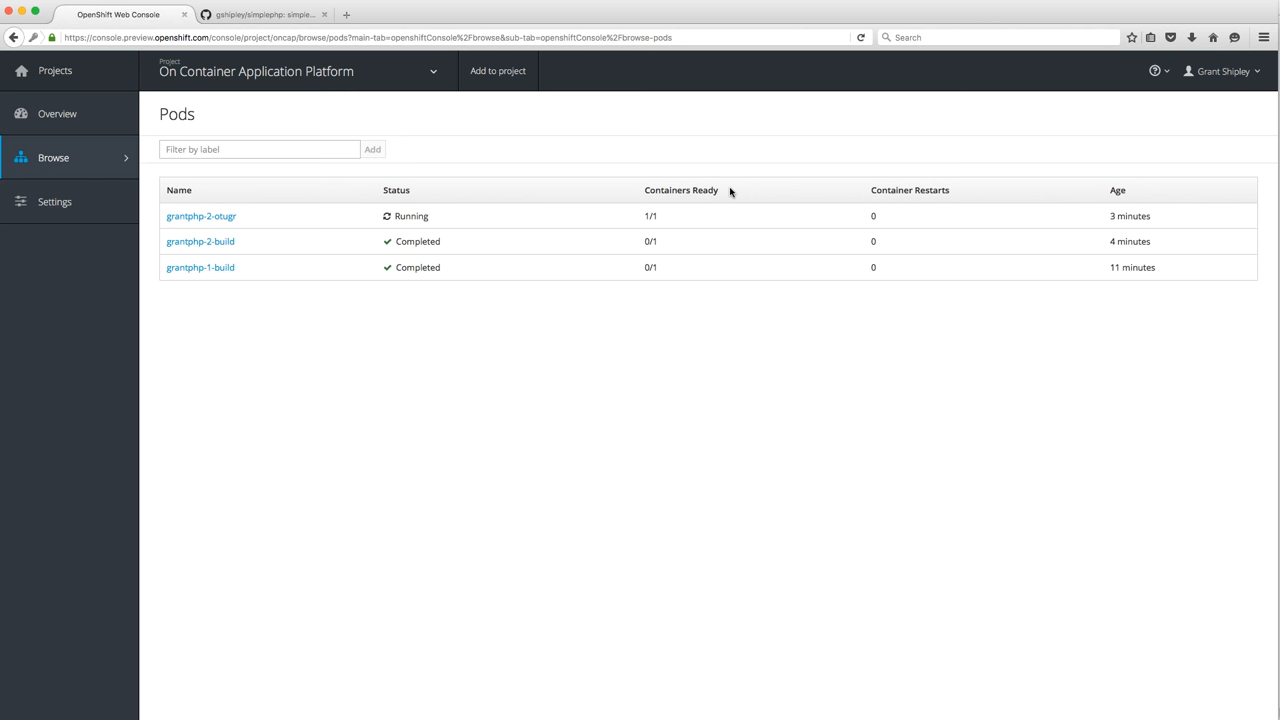 OpenShift Web Console
gshipley/simplephp: simple...
https://console.preview.openshift.com/console/project/oncap/browse/pods?main-tab=openshiftConsole%2Fbrowse&sub-tab=openshiftConsole%2Fbrowse-pods
Search
Projects
Project
On Container Application Platform
Add to project
Grant Shipley
Overview
Browse
Settings
Pods
Filter by label Add
Name Status Containers Ready Container Restarts Age
grantphp-2-otugr Running 1/1 0 3 minutes
grantphp-2-build Completed 0/1 0 4 minutes
grantphp-1-build Completed 0/1 0 11 minutes